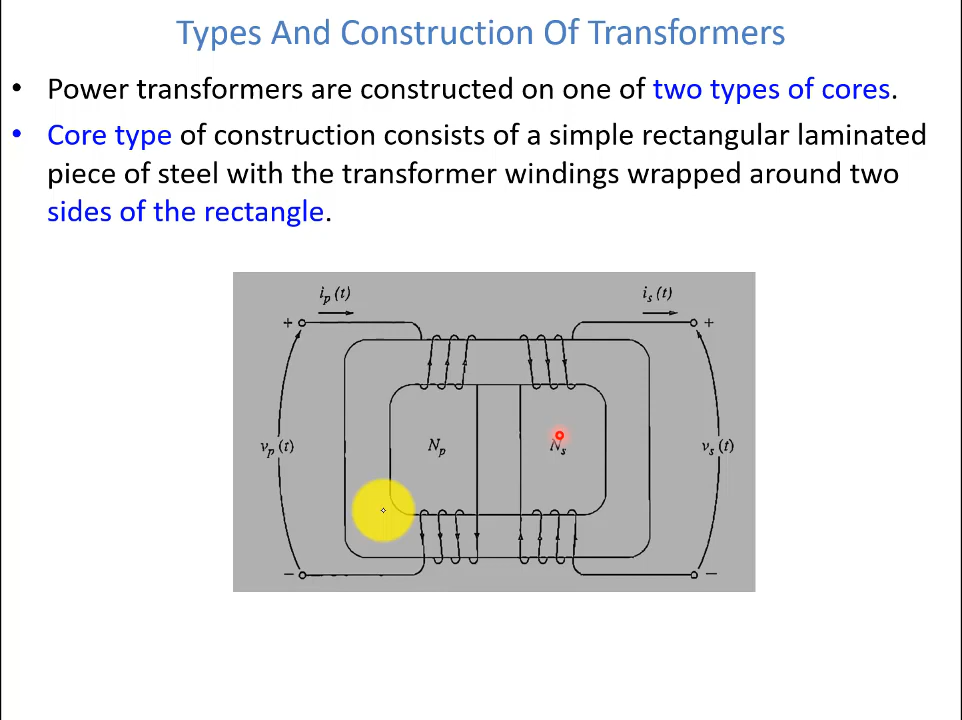 Types And Construction Of Transformers
• Power transformers are constructed on one of two types of cores.
• Core type of construction consists of a simple rectangular laminated
piece of steel with the transformer windings wrapped around two
sides of the rectangle.
ip (t) is (t)
+ +
vp (t) Np Ns vs (t)
− −